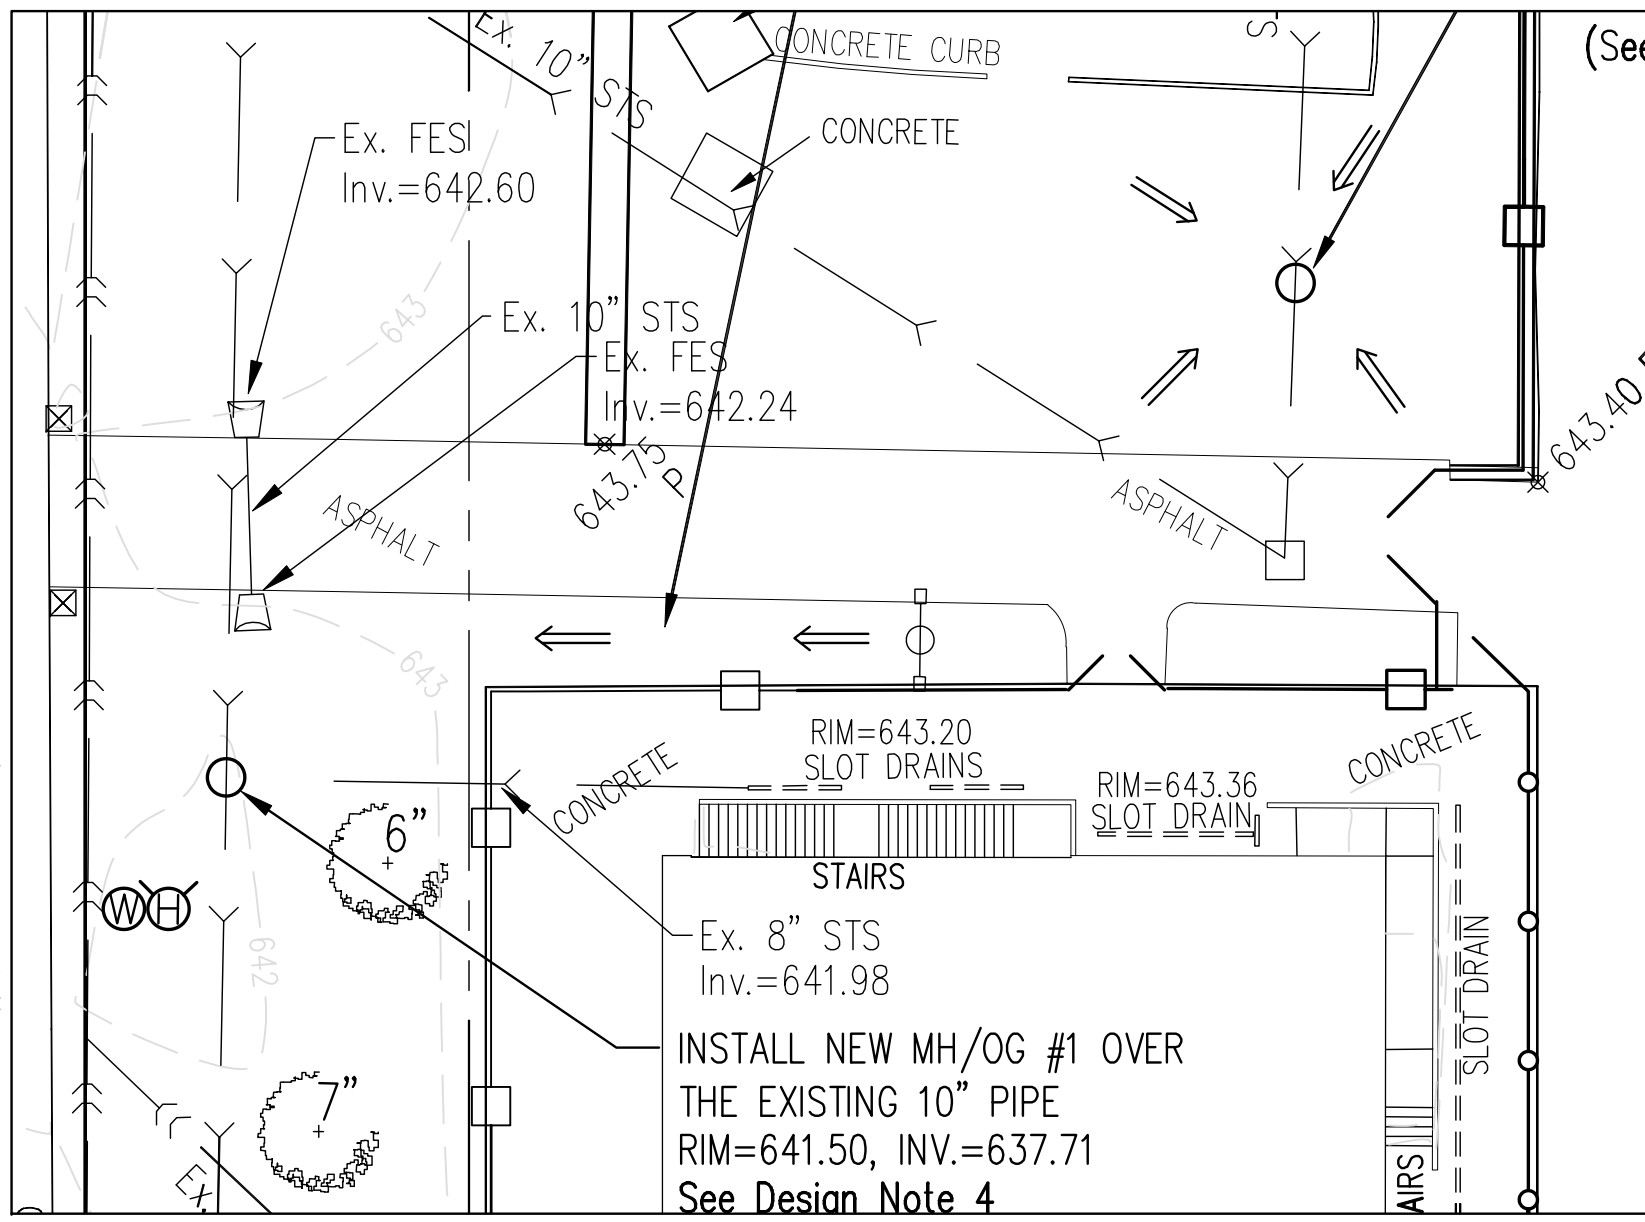 Ex. 10" STS
CONCRETE CURB
(See
Ex. FES
Inv.=642.60
CONCRETE
643
Ex. 10" STS
Ex. FES
Inv.=642.24
643.75
P
643.40
ASPHALT
ASPHALT
643
RIM=643.20
SLOT DRAINS
CONCRETE
RIM=643.36
SLOT DRAIN
CONCRETE
6"
STAIRS
W
H
642
Ex. 8" STS
Inv.=641.98
SLOT DRAIN
INSTALL NEW MH/OG #1 OVER
THE EXISTING 10" PIPE
RIM=641.50, INV.=637.71
See Design Note 4
7"
Ex.
AIRS